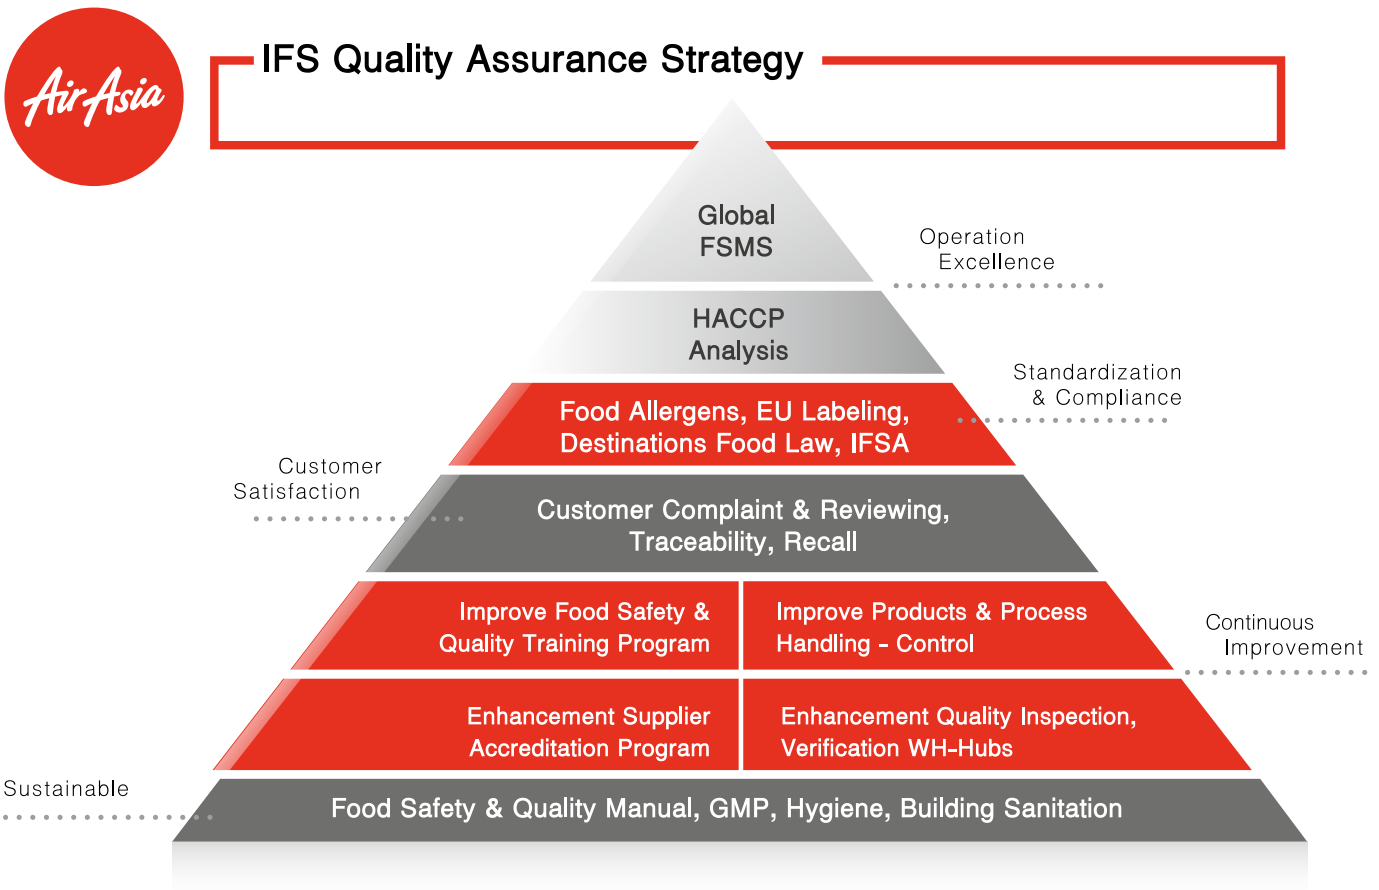 AirAsia
IFS Quality Assurance Strategy
Global
FSMS
Operation
Excellence
HACCP
Analysis
Standardization
& Compliance
Food Allergens, EU Labeling,
Destinations Food Law, IFSA
Customer
Satisfaction
Customer Complaint & Reviewing,
Traceability, Recall
Improve Food Safety &
Quality Training Program
Improve Products & Process
Handling - Control
Continuous
Improvement
Enhancement Supplier
Accreditation Program
Enhancement Quality Inspection,
Verification WH-Hubs
Sustainable
Food Safety & Quality Manual, GMP, Hygiene, Building Sanitation